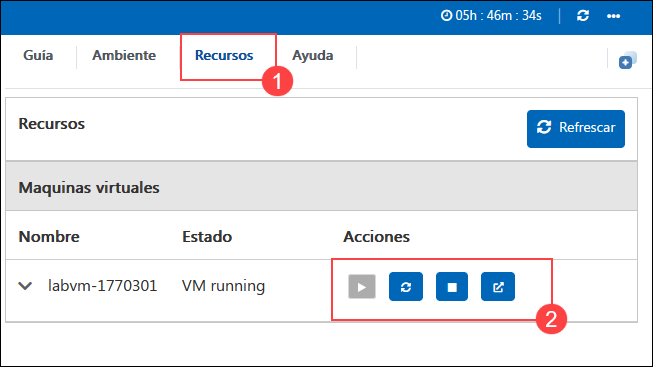 05h : 46m : 34s
Guía Ambiente Recursos Ayuda
1
Recursos
Refrescar
Maquinas virtuales
Nombre Estado Acciones
labvm-1770301 VM running
2